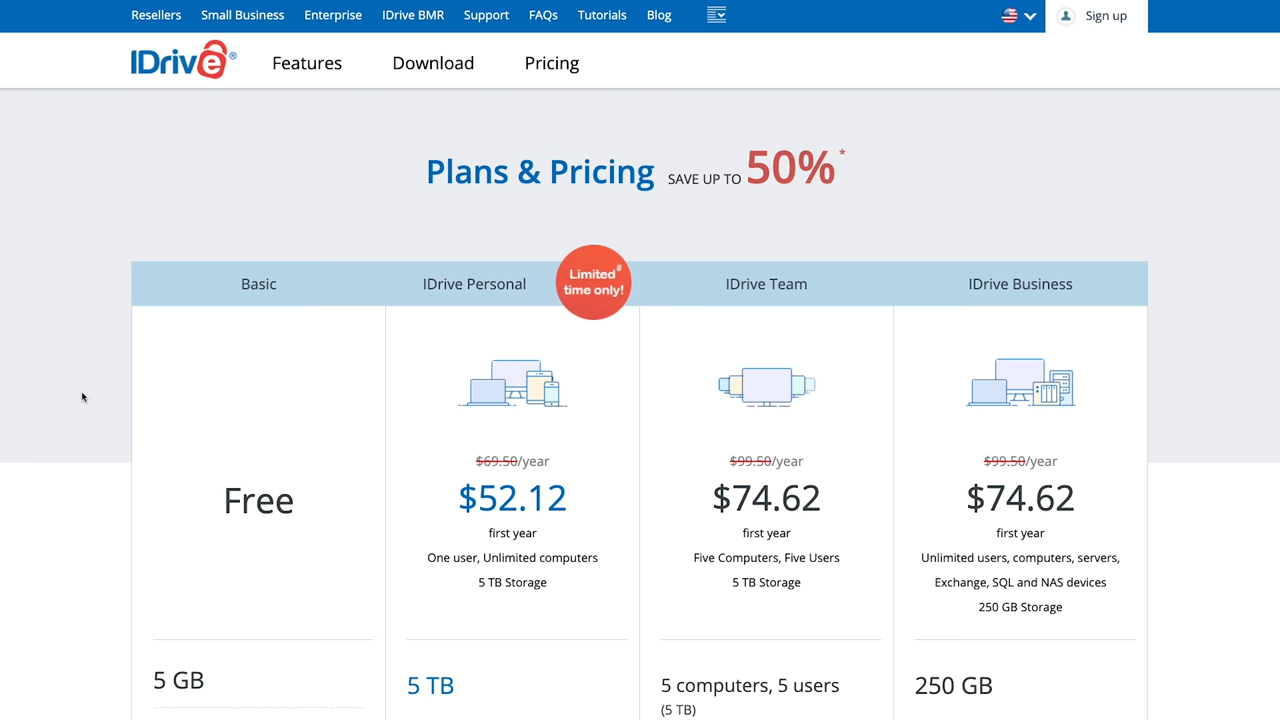 Resellers Small Business Enterprise IDrive BMR Support FAQs Tutorials Blog Sign up
IDrive® Features Download Pricing
Plans & Pricing SAVE UP TO 50%*
Basic IDrive Personal IDrive Team IDrive Business
Limited#
time only!
$69.50/year $99.50/year $99.50/year
Free $52.12 $74.62 $74.62
first year first year first year
One user, Unlimited computers Five Computers, Five Users Unlimited users, computers, servers,
5 TB Storage 5 TB Storage Exchange, SQL and NAS devices
250 GB Storage
5 GB 5 TB 5 computers, 5 users 250 GB
(5 TB)